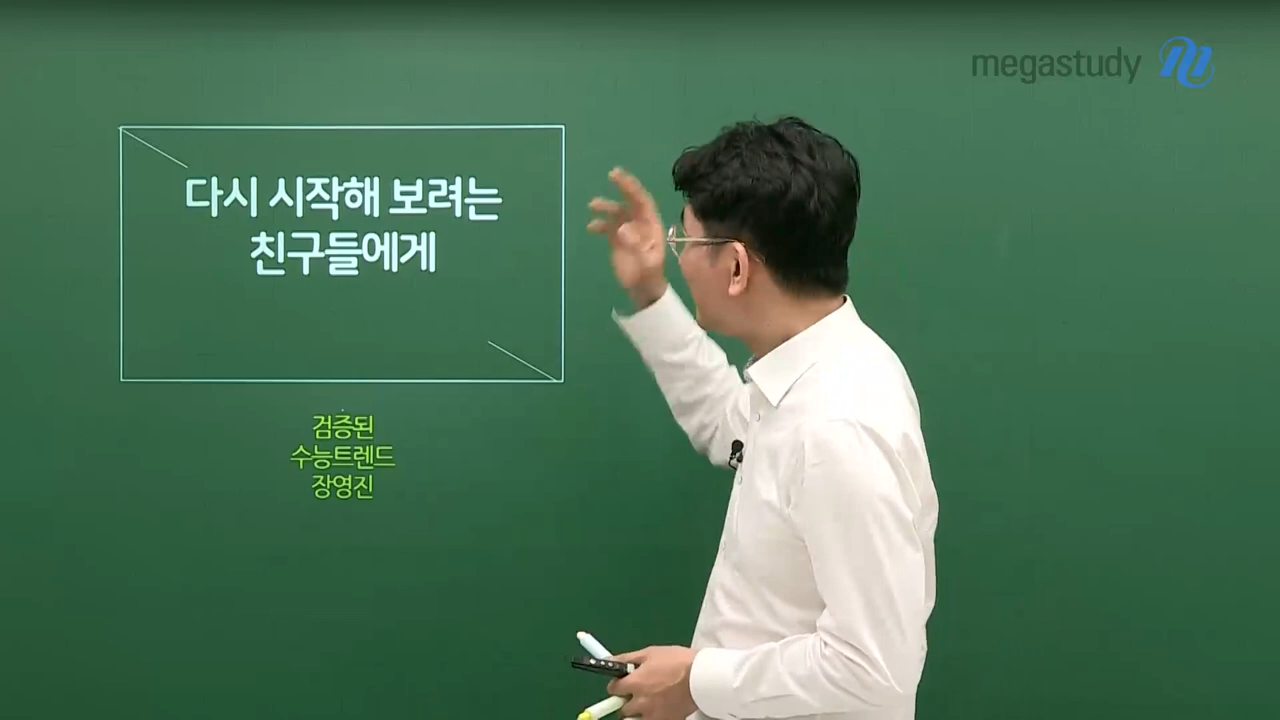 megastudy
다시 시작해 보려는
친구들에게
검증된
수능트렌드
장영진